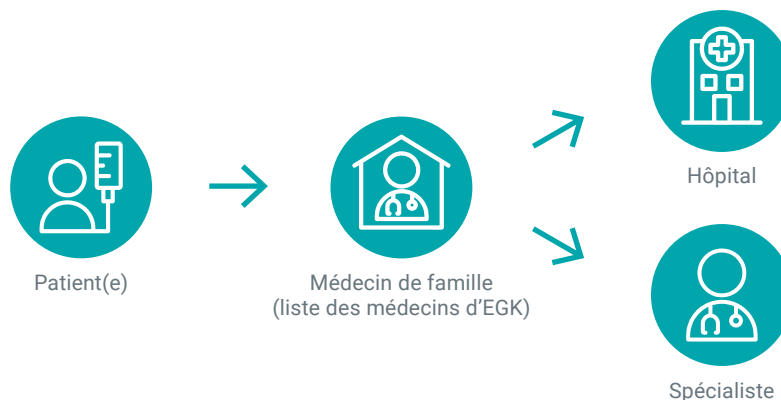 Patient(e)
Médecin de famille
(liste des médecins d’EGK)
Hôpital
Spécialiste